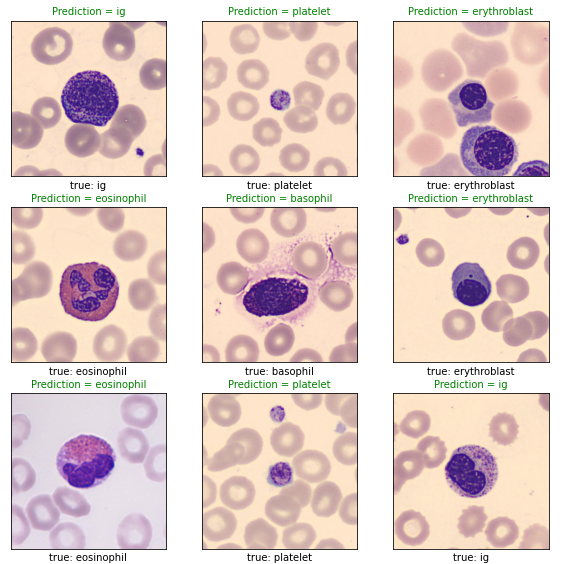 Prediction = ig
Prediction = platelet
Prediction = erythroblast
true: ig
true: platelet
true: erythroblast
Prediction = eosinophil
Prediction = basophil
Prediction = erythroblast
true: eosinophil
true: basophil
true: erythroblast
Prediction = eosinophil
Prediction = platelet
Prediction = ig
true: eosinophil
true: platelet
true: ig